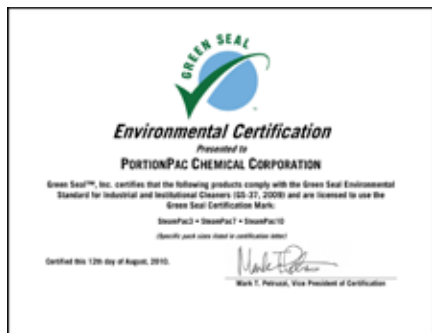 GREEN SEAL
™
Environmental Certification
Presented to
PORTIONPAC CHEMICAL CORPORATION
Green Seal™, Inc. certifies that the following products comply with the Green Seal Environmental
Standard for Industrial and Institutional Cleaners (GS-37, 2009) and are licensed to use the
Green Seal Certification Mark:
SteamPac3 • SteamPac7 • SteamPac10
(Specific pack sizes listed in certification letter)
Certified this 12th day of August, 2010.
Mark T. Petruzzi, Vice President of Certification